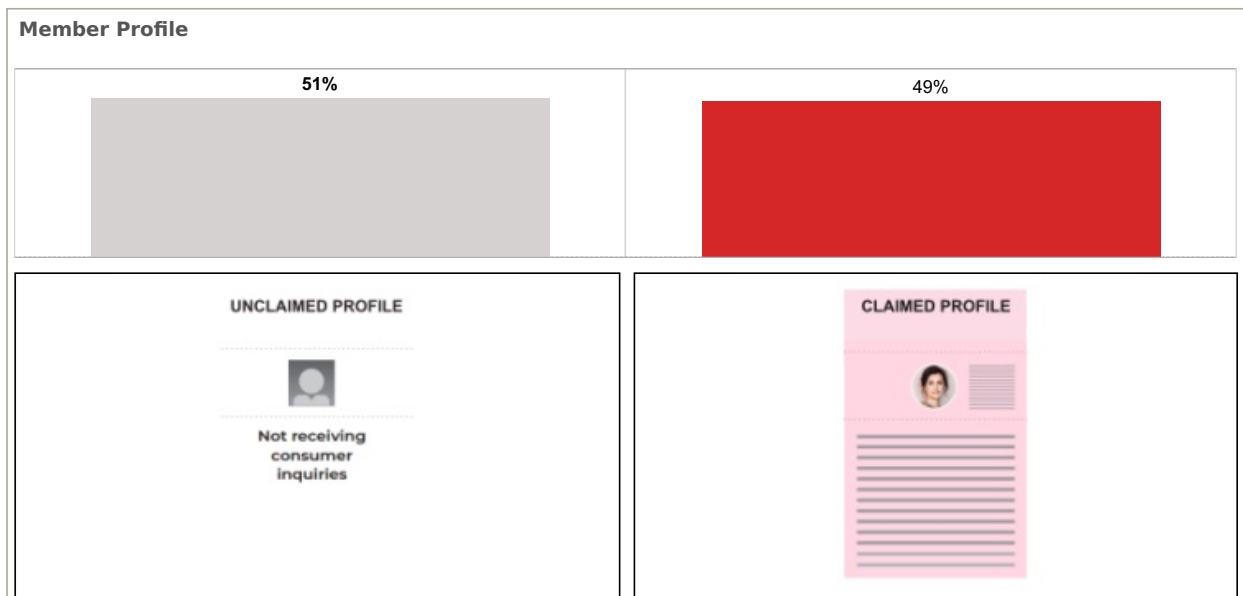 Member Profile
51%
49%
UNCLAIMED PROFILE
Not receiving
consumer
inquiries
CLAIMED PROFILE